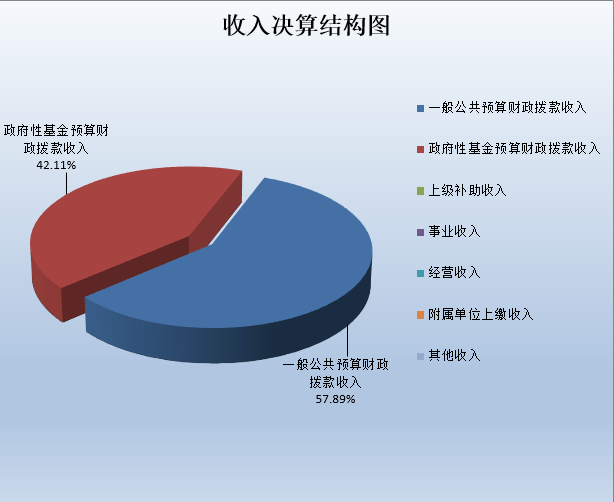 收入决算结构图
政府性基金预算财
政拨款收入
42.11%
一般公共预算财政
拨款收入
57.89%
一般公共预算财政拨款收入
政府性基金预算财政拨款收入
上级补助收入
事业收入
经营收入
附属单位上缴收入
其他收入